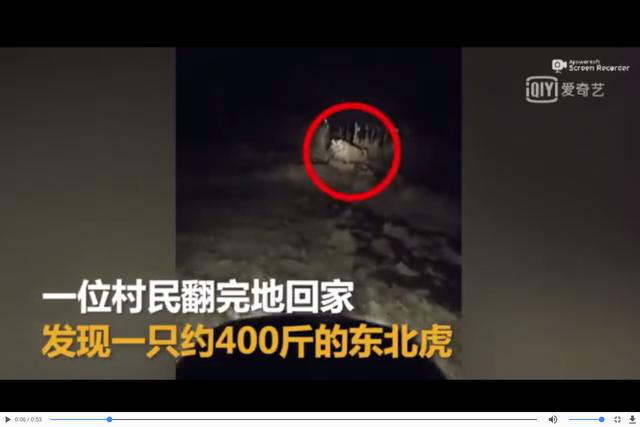 Apowersoft
Screen Recorder
iQIYI 爱奇艺
一位村民翻完地回家
发现一只约400斤的东北虎
0:06 / 0:53